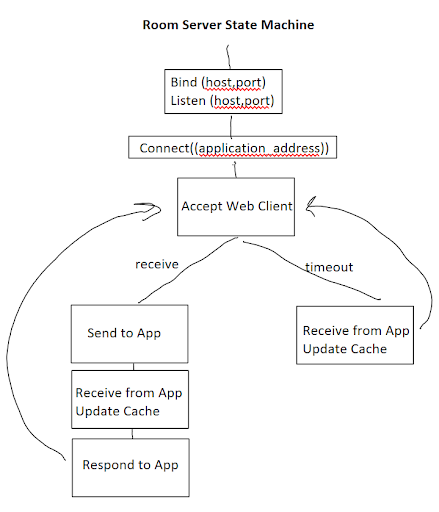 Room Server State Machine
Bind (host,port)
Listen (host,port)
Connect((application_address))
Accept Web Client
receive
timeout
Send to App
Receive from App
Update Cache
Receive from App
Update Cache
Respond to App